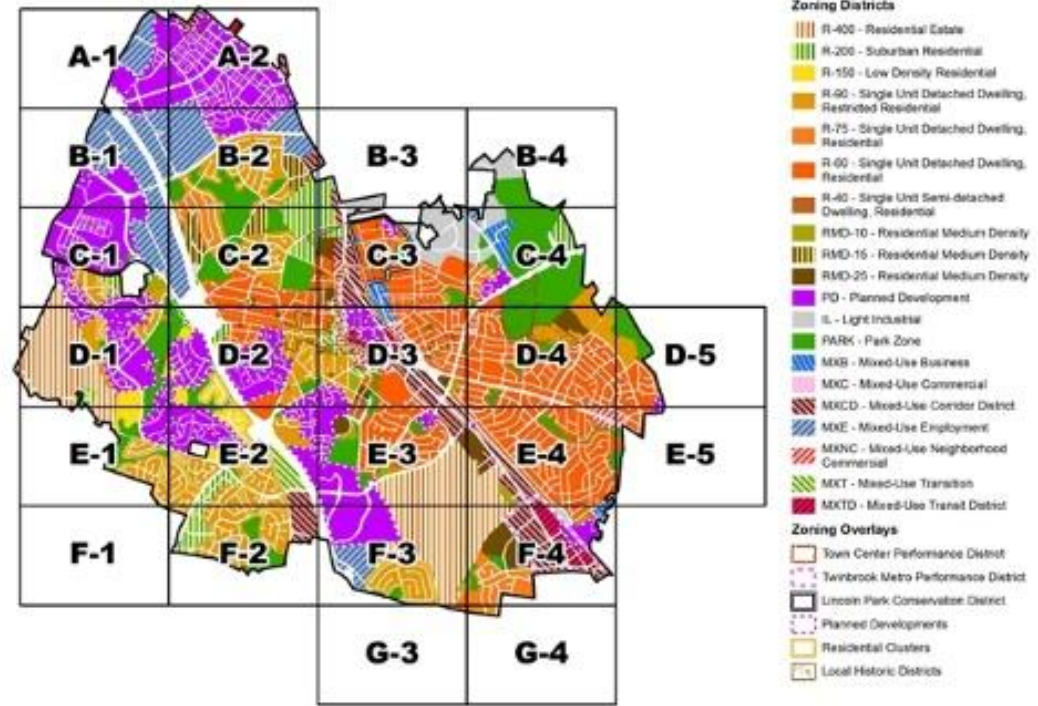 A-1
A-2
B-1
B-2
B-3
B-4
C-1
C-2
C-3
C-4
D-1
D-2
D-3
D-4
D-5
E-1
E-2
E-3
E-4
E-5
F-1
F-2
F-3
F-4
G-3
G-4
Zoning Districts
R-400 - Residential Estate
R-200 - Suburban Residential
R-150 - Low Density Residential
R-90 - Single Unit Detached Dwelling,
Restricted Residential
R-75 - Single Unit Detached Dwelling,
Residential
R-60 - Single Unit Detached Dwelling,
Residential
R-40 - Single Unit Semi-detached
Dwelling, Residential
RMD-10 - Residential Medium Density
RMD-15 - Residential Medium Density
RMD-25 - Residential Medium Density
PD - Planned Development
IL - Light Industrial
PARK - Park Zone
MXB - Mixed-Use Business
MXC - Mixed-Use Commercial
MXCD - Mixed-Use Corridor District
MXE - Mixed-Use Employment
MXNC - Mixed-Use Neighborhood
Commercial
MXT - Mixed-Use Transition
MXTD - Mixed-Use Transit District
Zoning Overlays
Town Center Performance District
Twinbrook Metro Performance District
Lincoln Park Conservation District
Planned Developments
Residential Clusters
Local Historic Districts